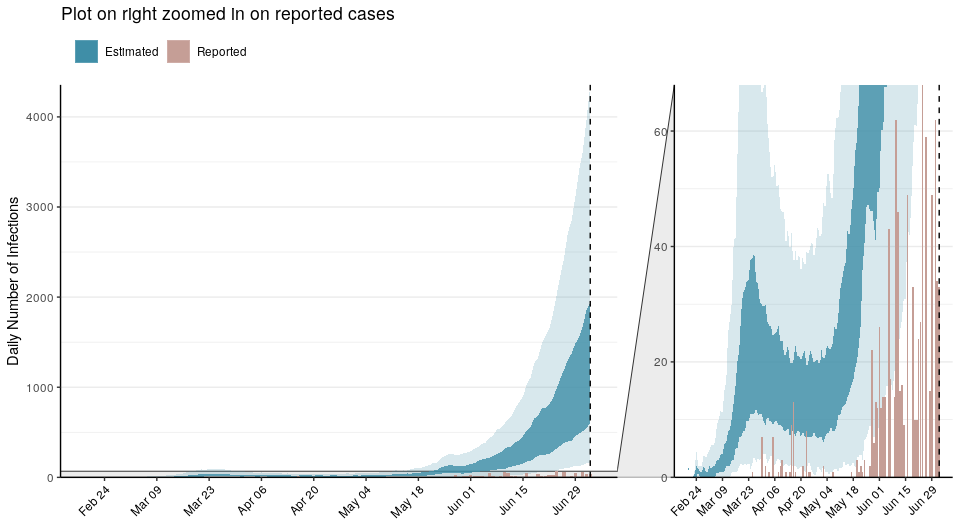 Plot on right zoomed in on reported cases
Estimated Reported
Daily Number of Infections
4000
3000
2000
1000
0
Feb 24 Mar 09 Mar 23 Apr 06 Apr 20 May 04 May 18 Jun 01 Jun 15 Jun 29
60
40
20
0
Feb 24 Mar 09 Mar 23 Apr 06 Apr 20 May 04 May 18 Jun 01 Jun 15 Jun 29